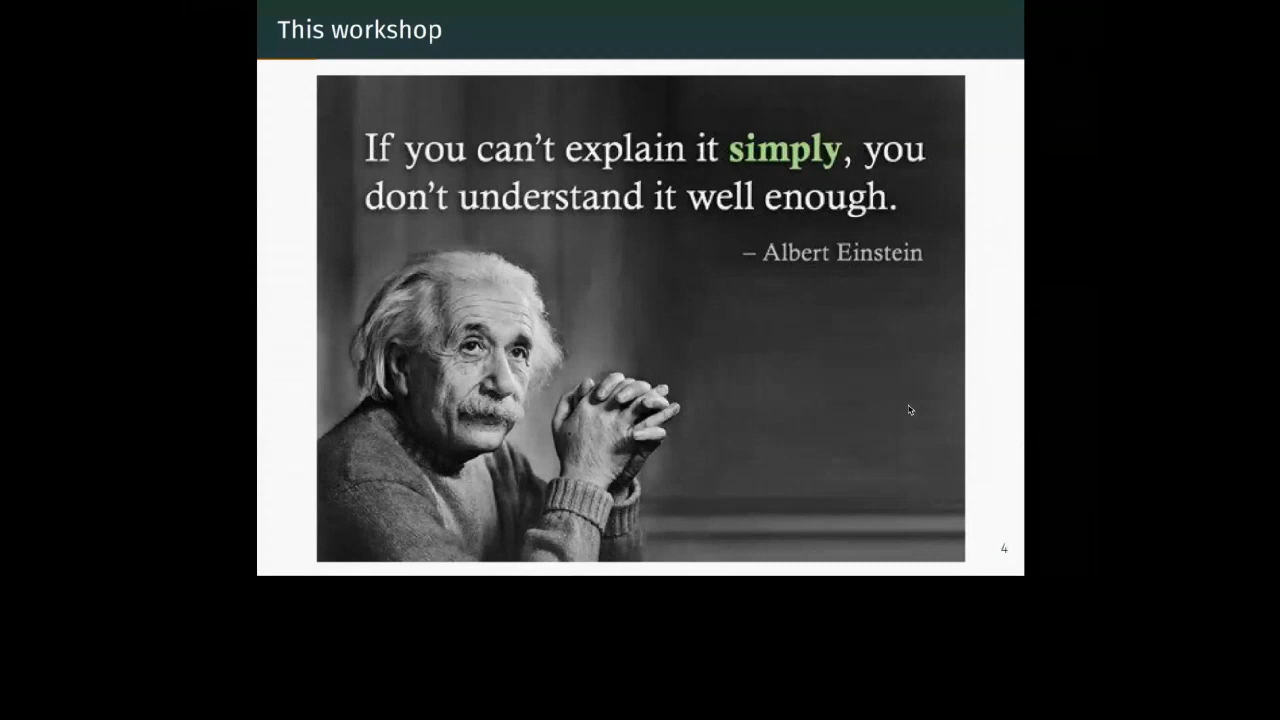 This workshop
If you can’t explain it simply, you
don’t understand it well enough.
– Albert Einstein
4